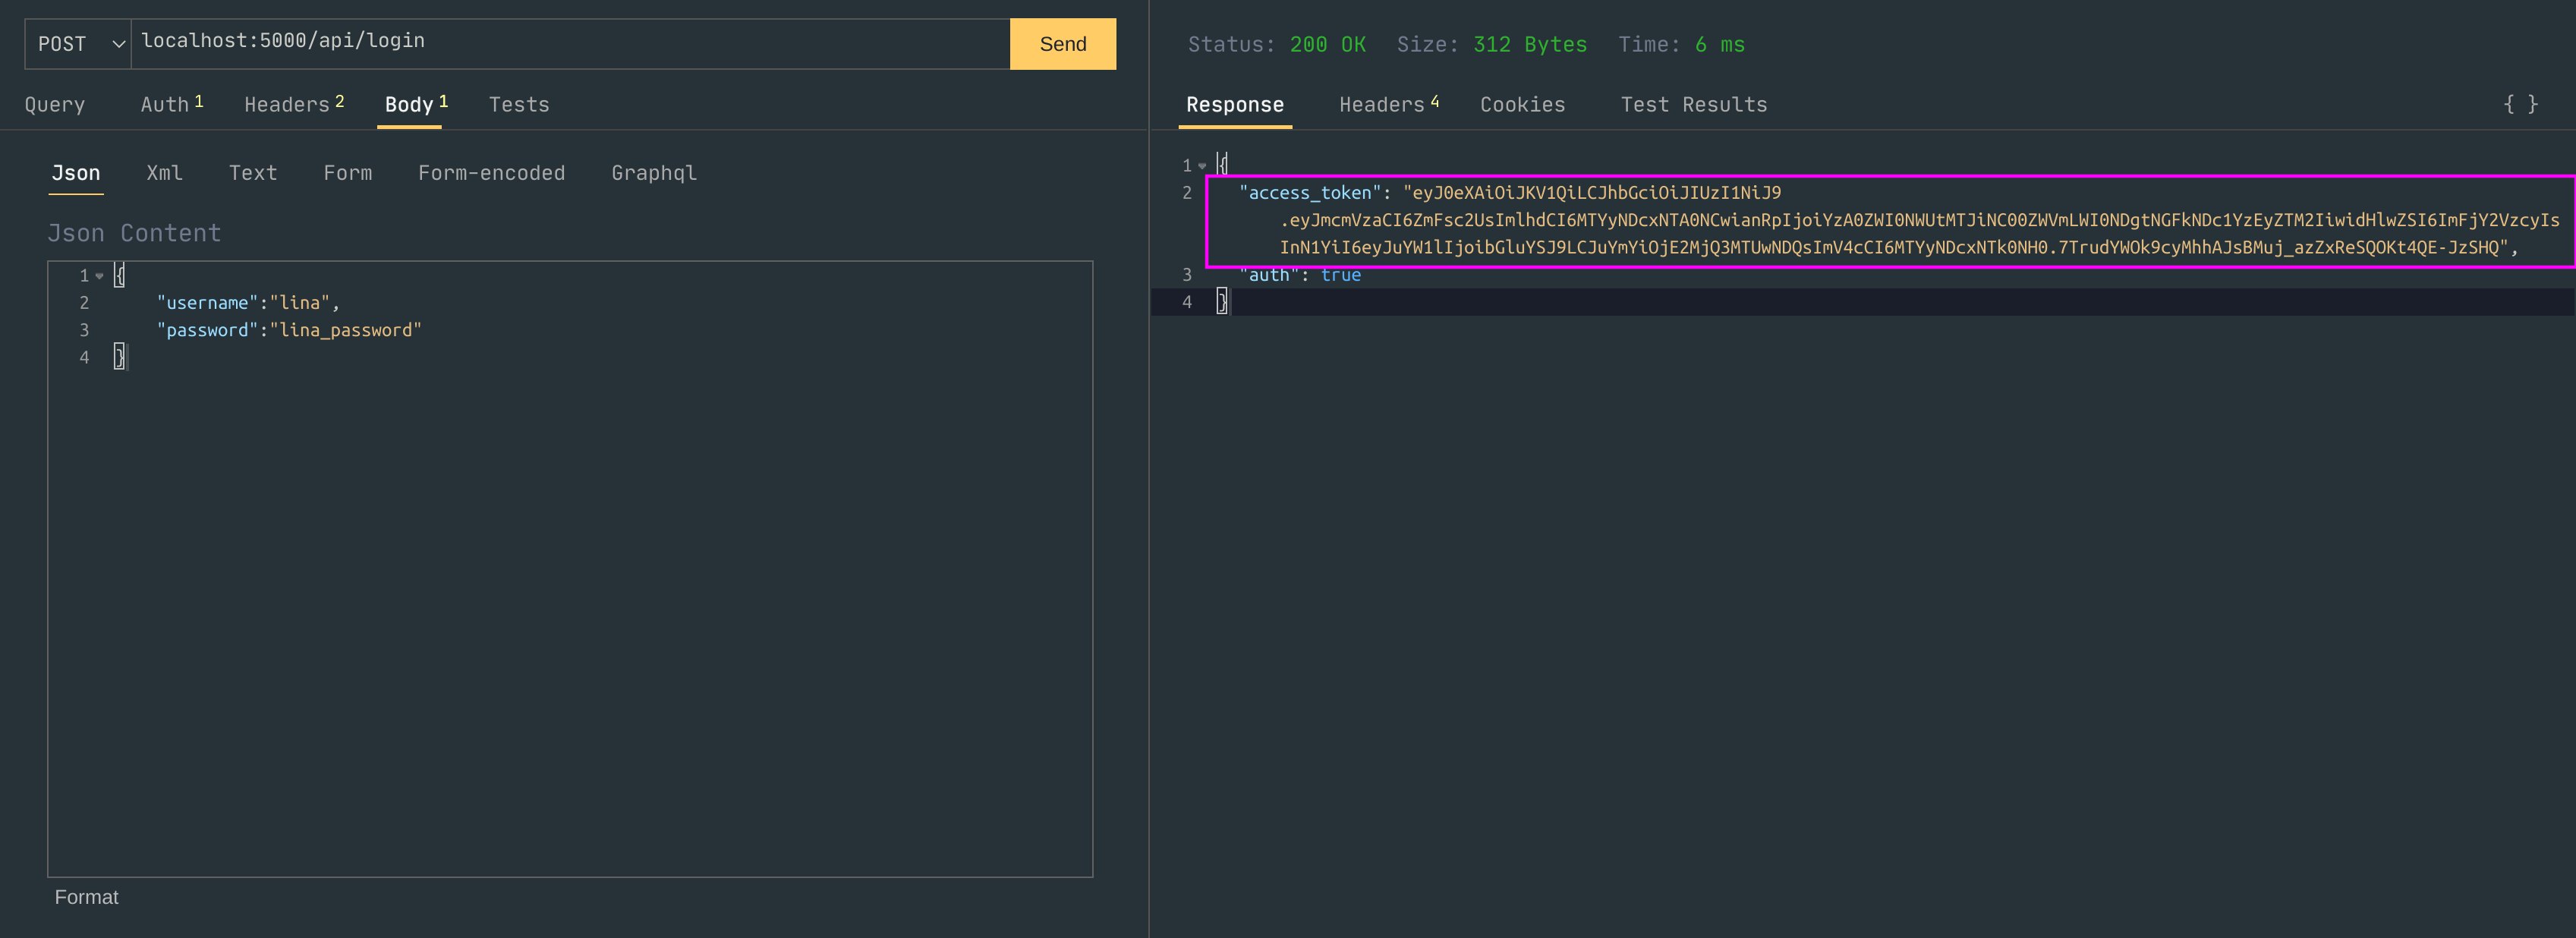 POST localhost:5000/api/login Send
Query Auth 1 Headers 2 Body 1 Tests
Json Xml Text Form Form-encoded Graphql
Json Content
1 {
2 "username":"lina",
3 "password":"lina_password"
4 }
Format
Status: 200 OK Size: 312 Bytes Time: 6 ms
Response Headers 4 Cookies Test Results { }
1 {
2 "access_token": "eyJ0eXAiOiJKV1QiLCJhbGciOiJIUzI1NiJ9
.eyJmcmVzaCI6ZmFsc2UsImlhdCI6MTYyNDcxNTA0NCwianRpIjoiYzA0ZWI0NWUtMTJiNC00ZWVmLWI0NDgtNGFkNDc1YzEyZTM2IiwidHlwZSI6ImFjY2VzcyIs
InN1YiI6eyJuYW1lIjoibGluYSJ9LCJuYmYiOjE2MjQ3MTUwNDQsImV4cCI6MTYyNDcxNTk0NH0.7TrudYWOk9cyMhhAJsBMuj_azZxReSQOKt4QE-JzSHQ",
3 "auth": true
4 }